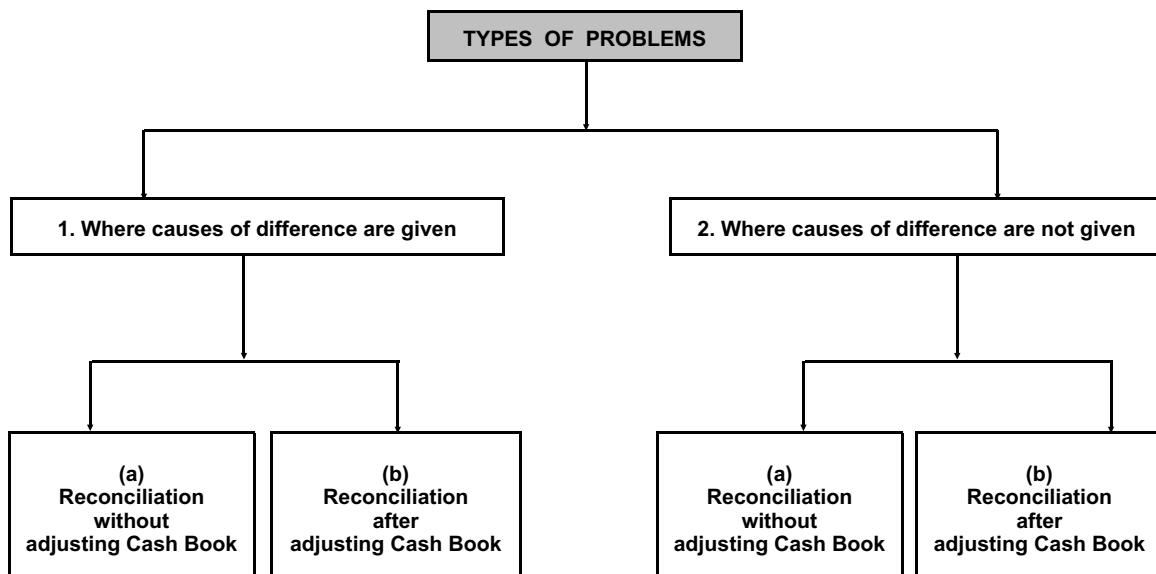 TYPES OF PROBLEMS
1. Where causes of difference are given
2. Where causes of difference are not given
(a)
Reconciliation
without
adjusting Cash Book
(b)
Reconciliation
after
adjusting Cash Book
(a)
Reconciliation
without
adjusting Cash Book
(b)
Reconciliation
after
adjusting Cash Book